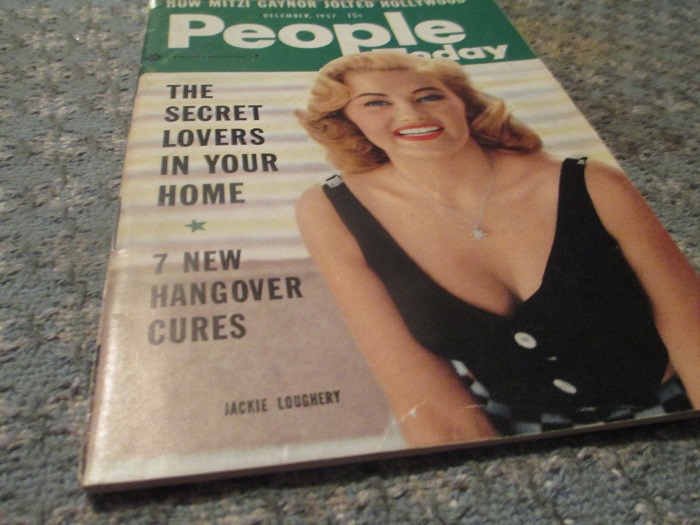 HOW MITZI GAYNOR JOLTED HOLLYWOOD
DECEMBER, 1957 15¢
People
Today
THE
SECRET
LOVERS
IN YOUR
HOME
7 NEW
HANGOVER
CURES
JACKIE LOUGHERY